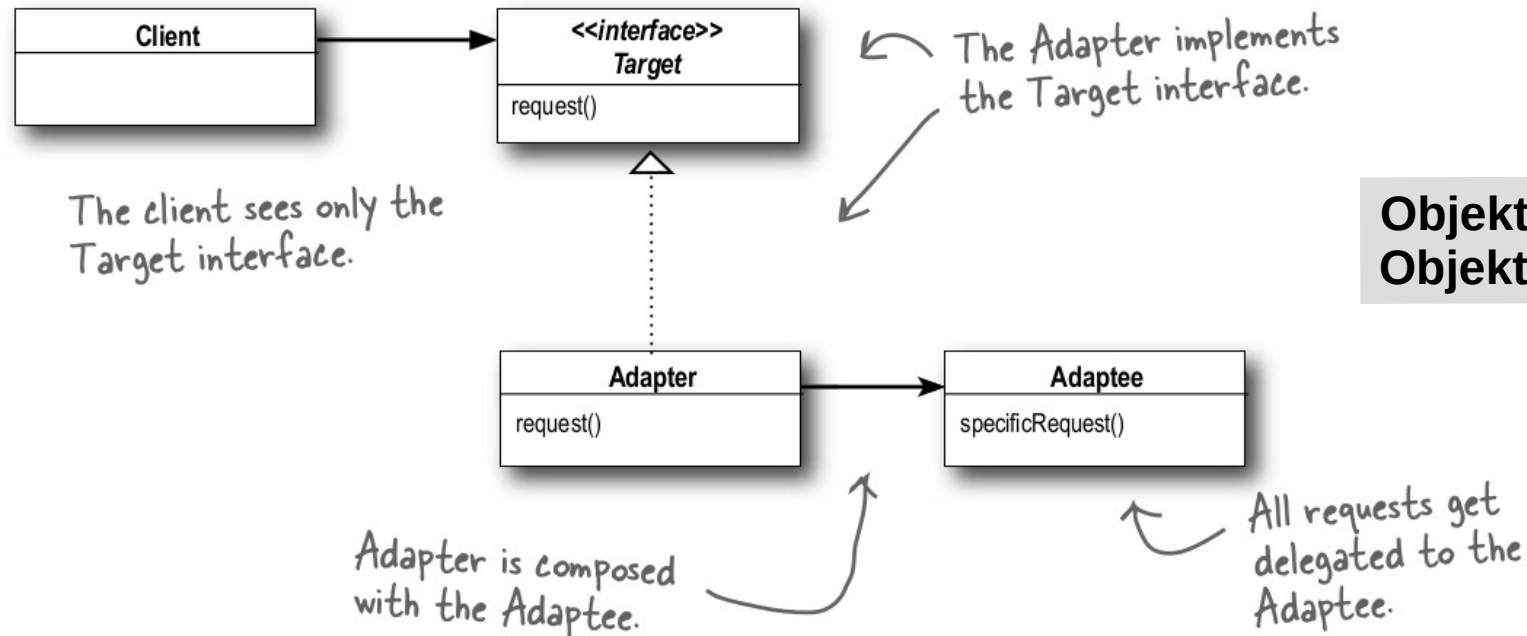 Client
<<interface>>
Target
request()
The Adapter implements
the Target interface.
The client sees only the
Target interface.
Objekt
Objekt
Adapter
request()
Adaptee
specificRequest()
Adapter is composed
with the Adaptee.
All requests get
delegated to the
Adaptee.